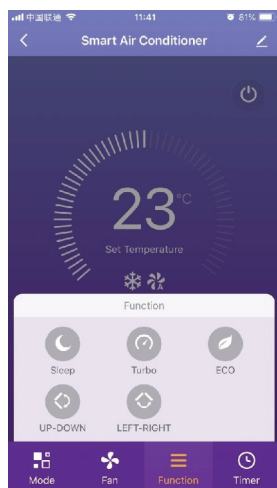 中国联通 11:41 81%
Smart Air Conditioner
23°C
Set Temperature
A
Function
Sleep Turbo ECO
UP-DOWN LEFT-RIGHT
Mode Fan Function Timer